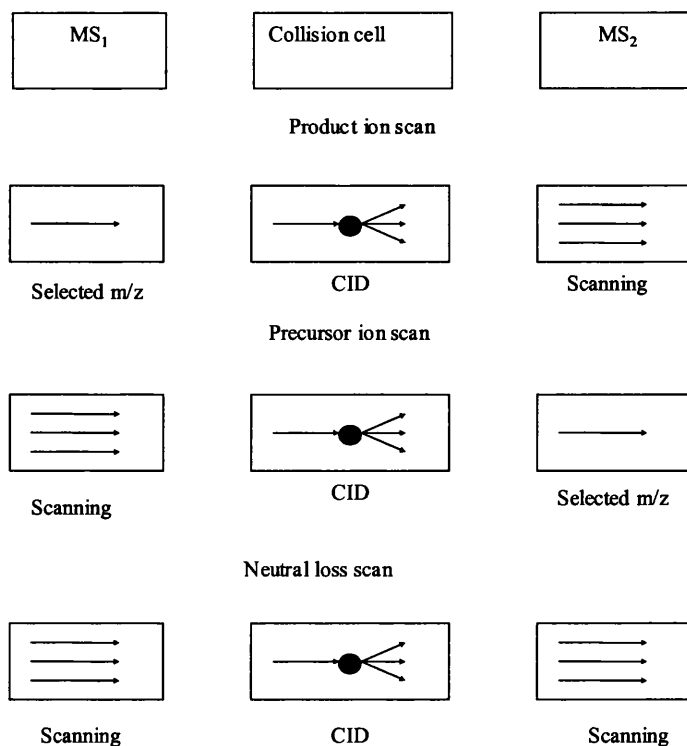 MS₁ Collision cell MS₂
Product ion scan
Selected m/z CID Scanning
Precursor ion scan
Scanning CID Selected m/z
Neutral loss scan
Scanning CID Scanning